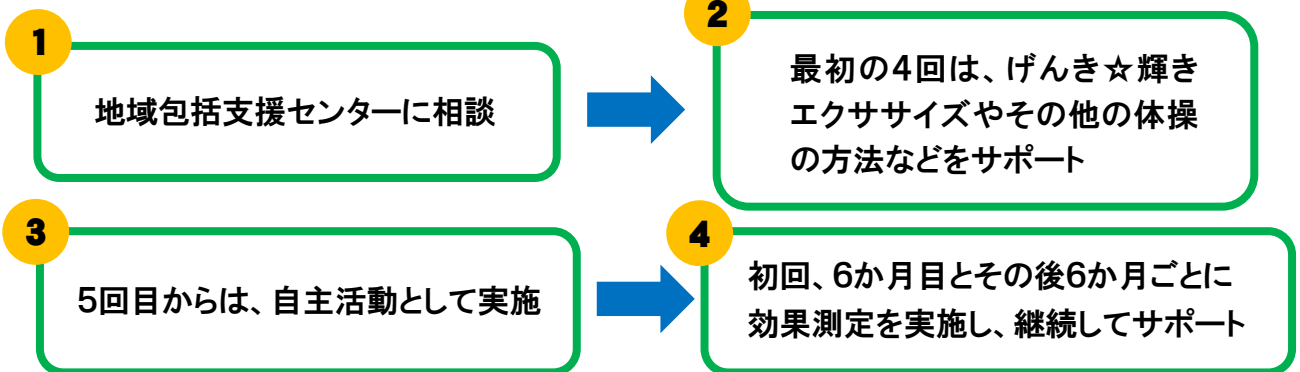 1
地域包括支援センターに相談
2
最初の4回は、げんき☆輝き
エクササイズやその他の体操
の方法などをサポート
3
5回目からは、自主活動として実施
4
初回、6か月目とその後6か月ごとに
効果測定を実施し、継続してサポート